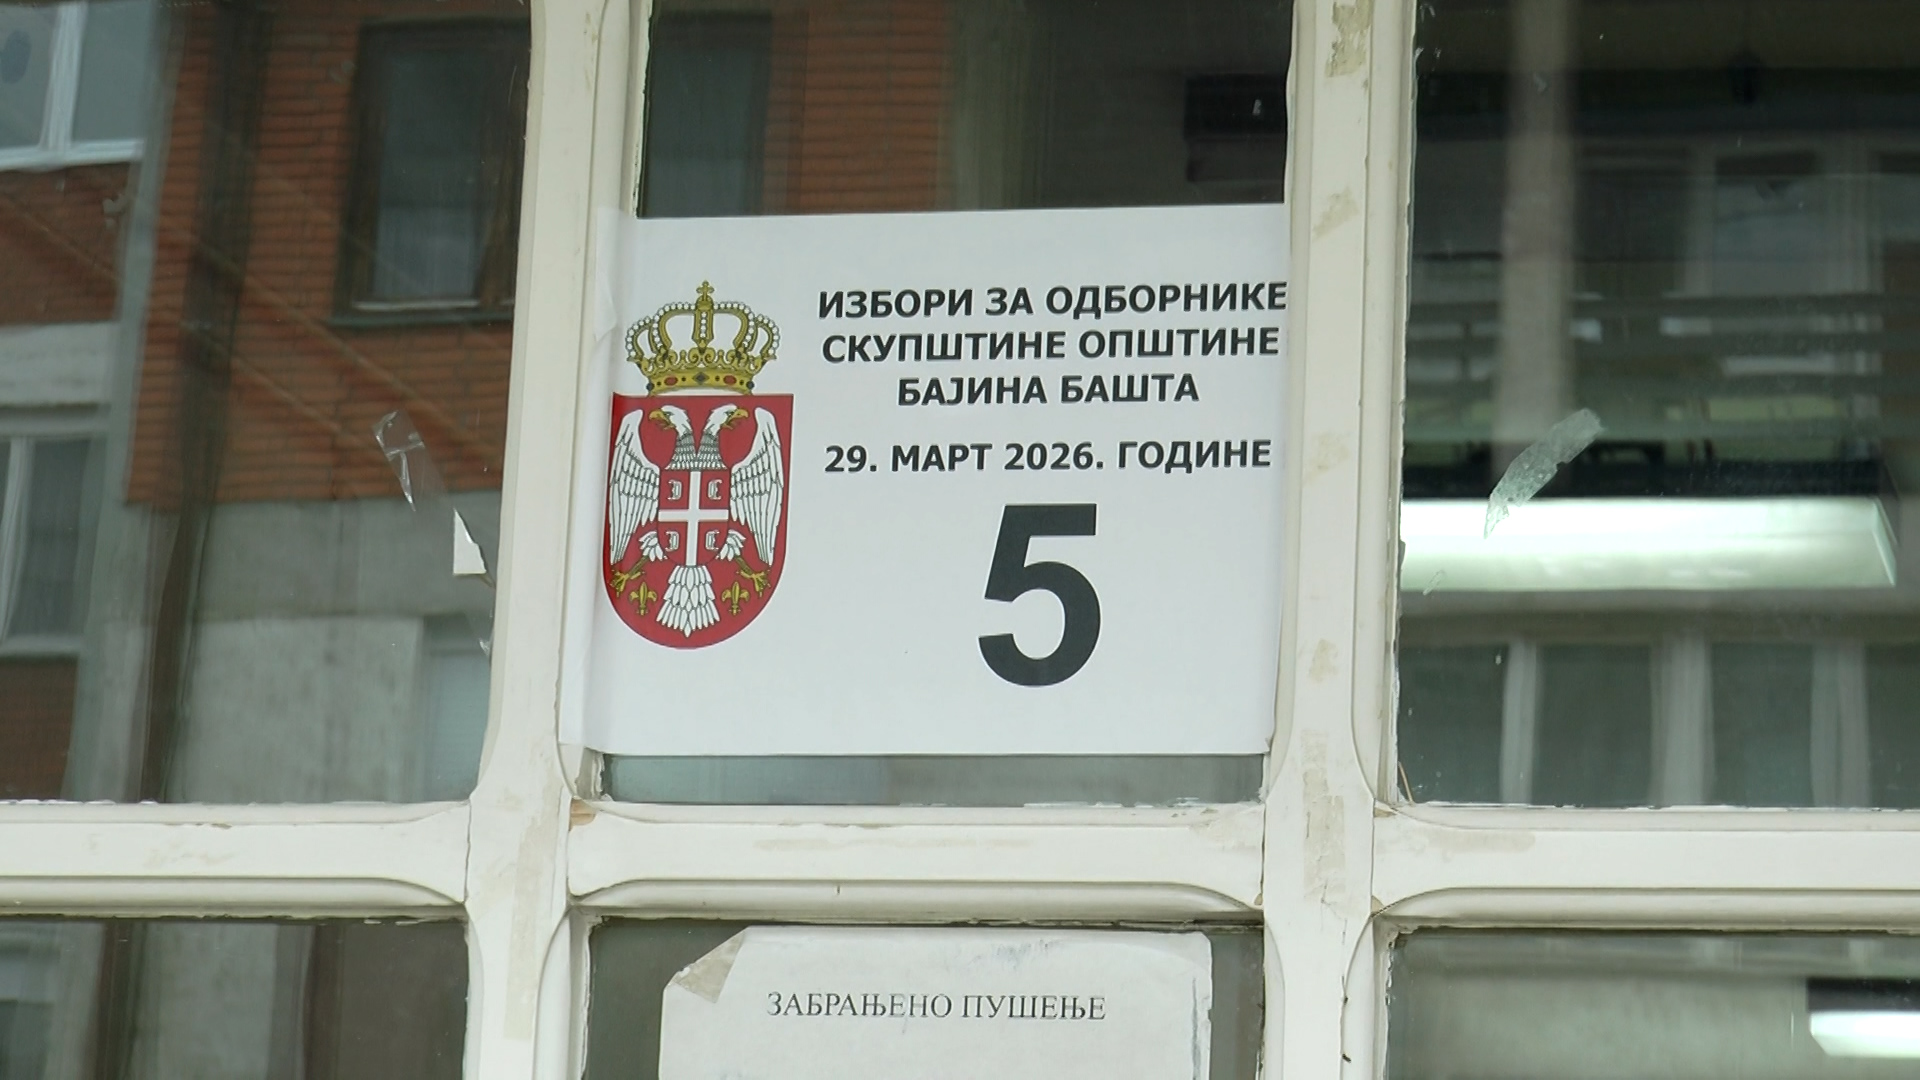 ИЗБОРИ ЗА ОДБОРНИКЕ
СКУПШТИНЕ ОПШТИНЕ
БАЈИНА БАШТА
29. МАРТ 2026. ГОДИНЕ
5
ЗАБРАЊЕНО ПУШЕЊЕ